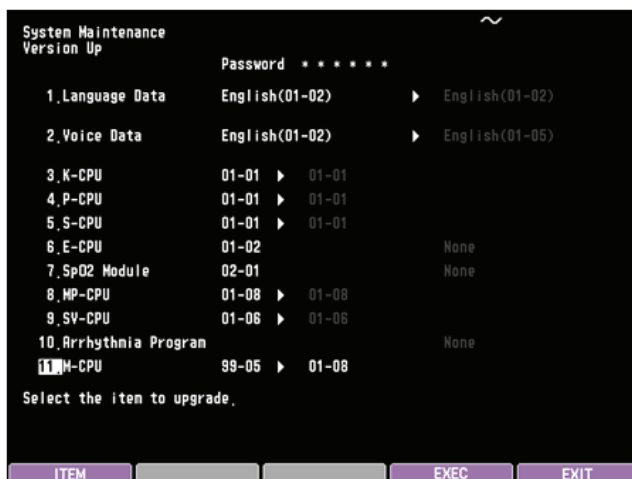 System Maintenance
Version Up
Password * * * * * *
1.Language Data English(01-02) ▶ English(01-02)
2.Voice Data English(01-02) ▶ English(01-05)
3.K-CPU 01-01 ▶ 01-01
4.P-CPU 01-01 ▶ 01-01
5.S-CPU 01-01 ▶ 01-01
6.E-CPU 01-02 None
7.SpO2 Module 02-01 None
8.MP-CPU 01-08 ▶ 01-08
9.SV-CPU 01-06 ▶ 01-06
10.Arrhythmia Program None
11.M-CPU 99-05 ▶ 01-08
Select the item to upgrade.
ITEM EXEC EXIT